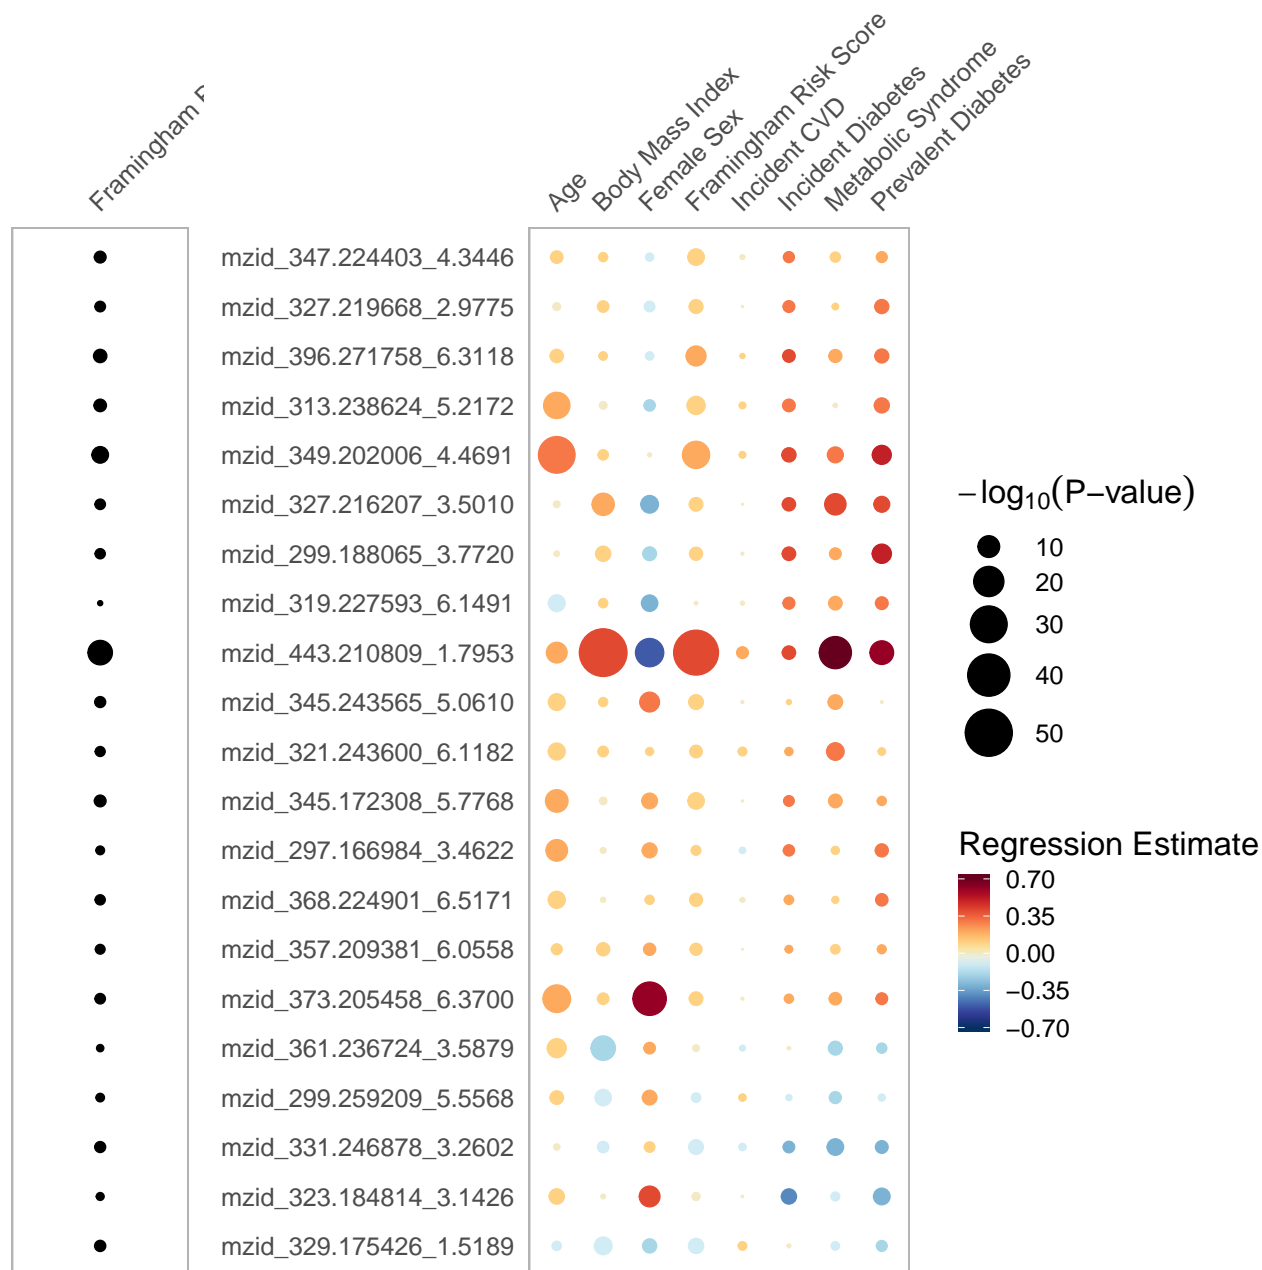 Framingham
Age
Body Mass Index
Female Sex
Framingham Risk Score
Incident CVD
Incident Diabetes
Metabolic Syndrome
Prevalent Diabetes
mzid_347.224403_4.3446
mzid_327.219668_2.9775
mzid_396.271758_6.3118
mzid_313.238624_5.2172
mzid_349.202006_4.4691
mzid_327.216207_3.5010
mzid_299.188065_3.7720
mzid_319.227593_6.1491
mzid_443.210809_1.7953
mzid_345.243565_5.0610
mzid_321.243600_6.1182
mzid_345.172308_5.7768
mzid_297.166984_3.4622
mzid_368.224901_6.5171
mzid_357.209381_6.0558
mzid_373.205458_6.3700
mzid_361.236724_3.5879
mzid_299.259209_5.5568
mzid_331.246878_3.2602
mzid_323.184814_3.1426
mzid_329.175426_1.5189
−log₁₀(P−value)
10
20
30
40
50
Regression Estimate
0.70
0.35
0.00
−0.35
−0.70